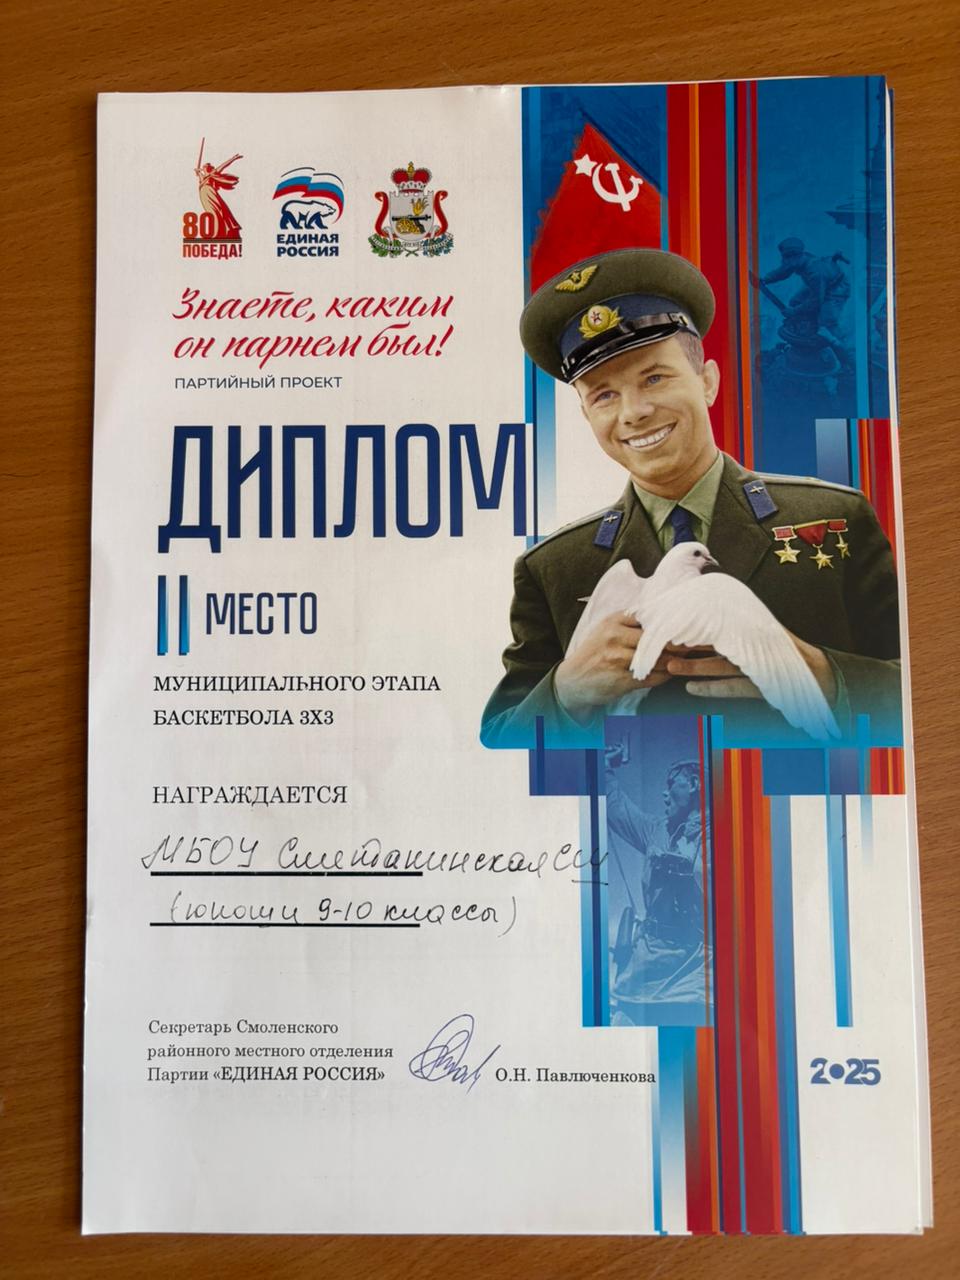 80
ПОБЕДА!
ЕДИНАЯ
РОССИЯ
Знаете, каким
он парнем был!
ПАРТИЙНЫЙ ПРОЕКТ
ДИПЛОМ
II МЕСТО
МУНИЦИПАЛЬНОГО ЭТАПА
БАСКЕТБОЛА 3Х3
НАГРАЖДАЕТСЯ
МБОУ Сметанинская СШ
(юноши 9-10 классы)
Секретарь Смоленского
районного местного отделения
Партии «ЕДИНАЯ РОССИЯ»
О.Н. Павлюченкова
2025